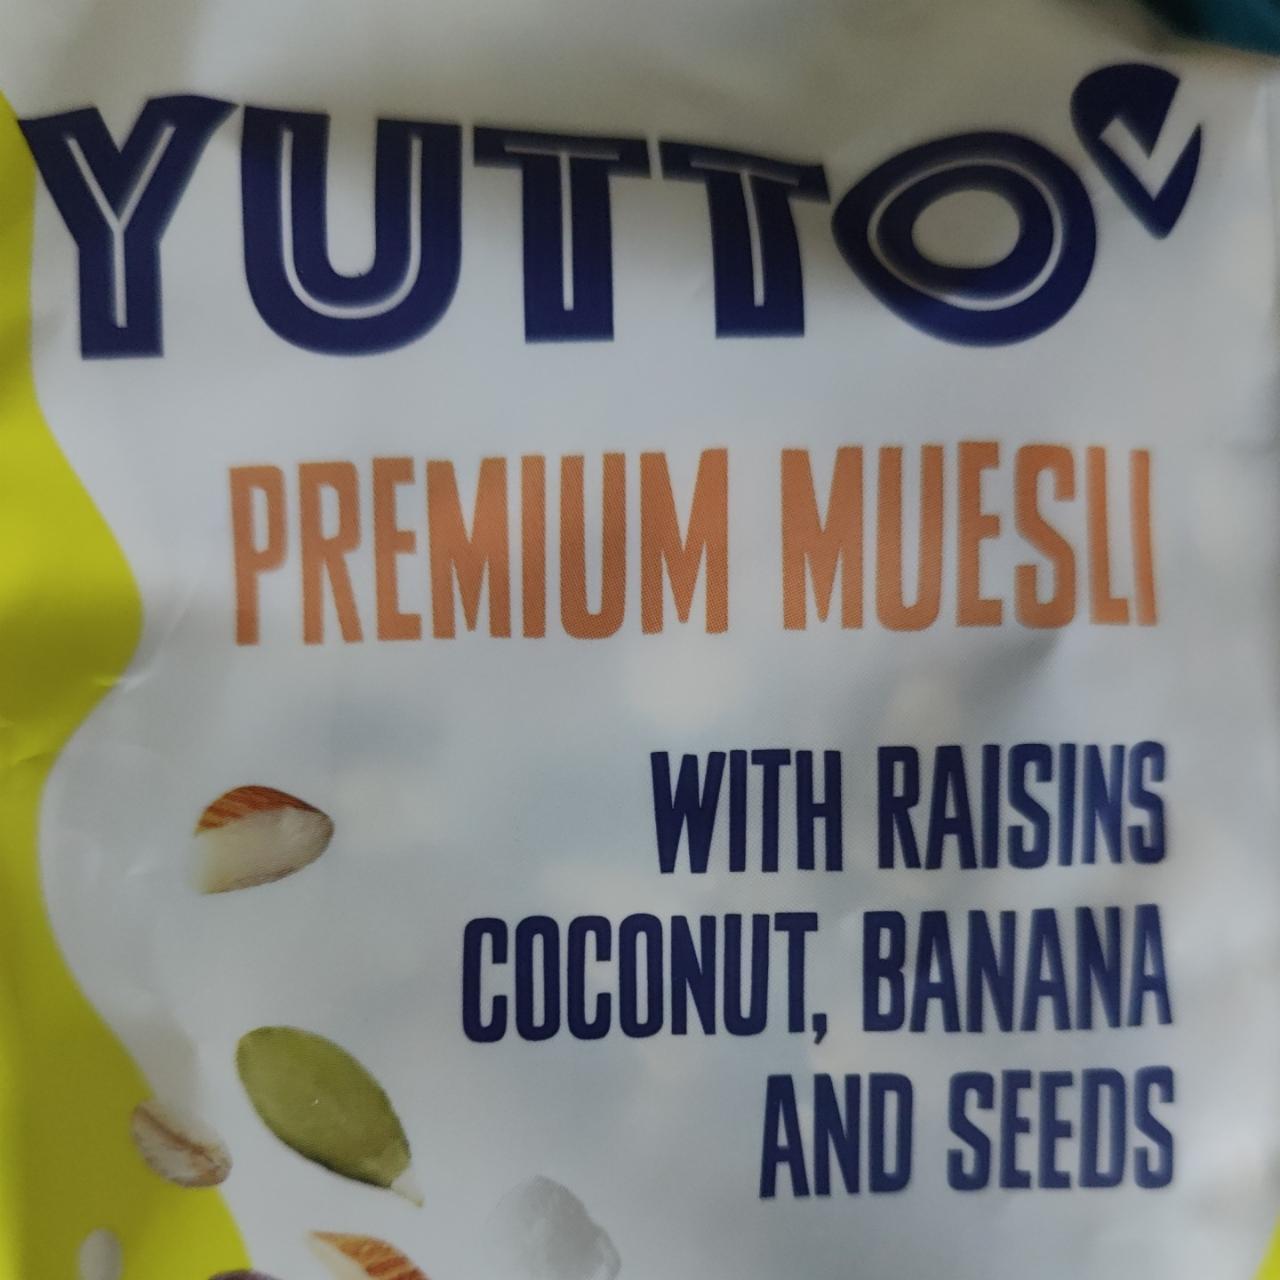 YUTTO
PREMIUM MUESLI
WITH RAISINS
COCONUT, BANANA
AND SEEDS